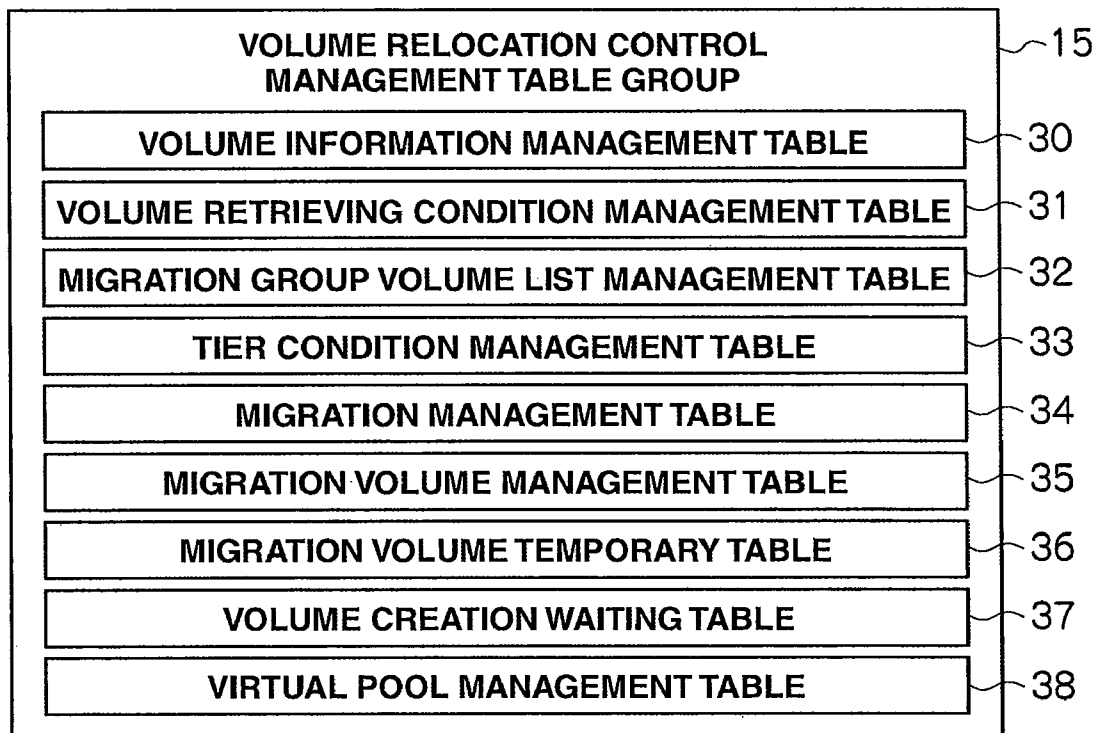 VOLUME RELOCATION CONTROL 15
MANAGEMENT TABLE GROUP
VOLUME INFORMATION MANAGEMENT TABLE 30
VOLUME RETRIEVING CONDITION MANAGEMENT TABLE 31
MIGRATION GROUP VOLUME LIST MANAGEMENT TABLE 32
TIER CONDITION MANAGEMENT TABLE 33
MIGRATION MANAGEMENT TABLE 34
MIGRATION VOLUME MANAGEMENT TABLE 35
MIGRATION VOLUME TEMPORARY TABLE 36
VOLUME CREATION WAITING TABLE 37
VIRTUAL POOL MANAGEMENT TABLE 38